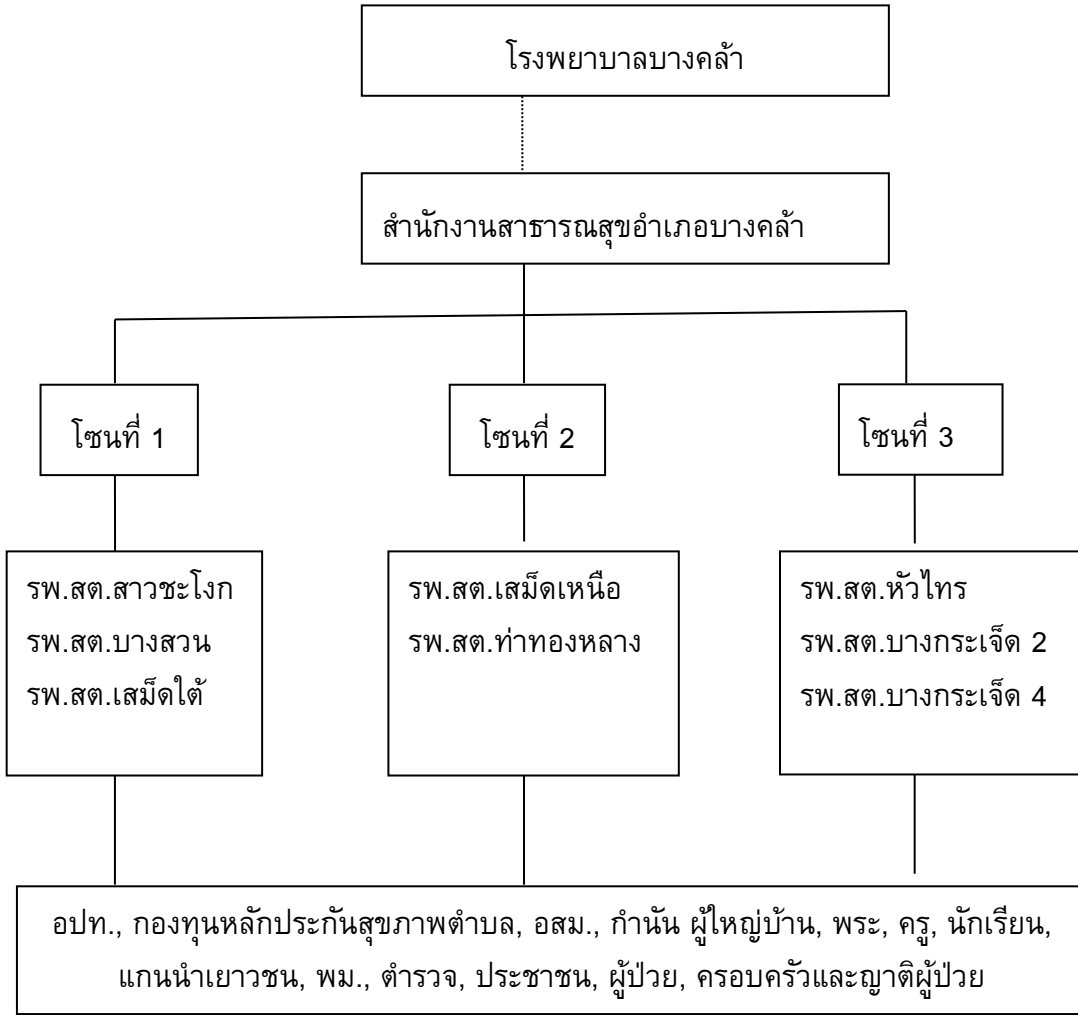 โรงพยาบาลบางคล้า
สำนักงานสาธารณสุขอำเภอบางคล้า
โซนที่ 1
โซนที่ 2
โซนที่ 3
รพ.สต.สาวชะโงก
รพ.สต.บางสวน
รพ.สต.เสม็ดใต้
รพ.สต.เสม็ดเหนือ
รพ.สต.ท่าทองหลาง
รพ.สต.หัวไทร
รพ.สต.บางกระเจ็ด 2
รพ.สต.บางกระเจ็ด 4
อปท., กองทุนหลักประกันสุขภาพตำบล, อสม., กำนัน ผู้ใหญ่บ้าน, พระ, ครู, นักเรียน,
แกนนำเยาวชน, พม., ตำรวจ, ประชาชน, ผู้ป่วย, ครอบครัวและญาติผู้ป่วย